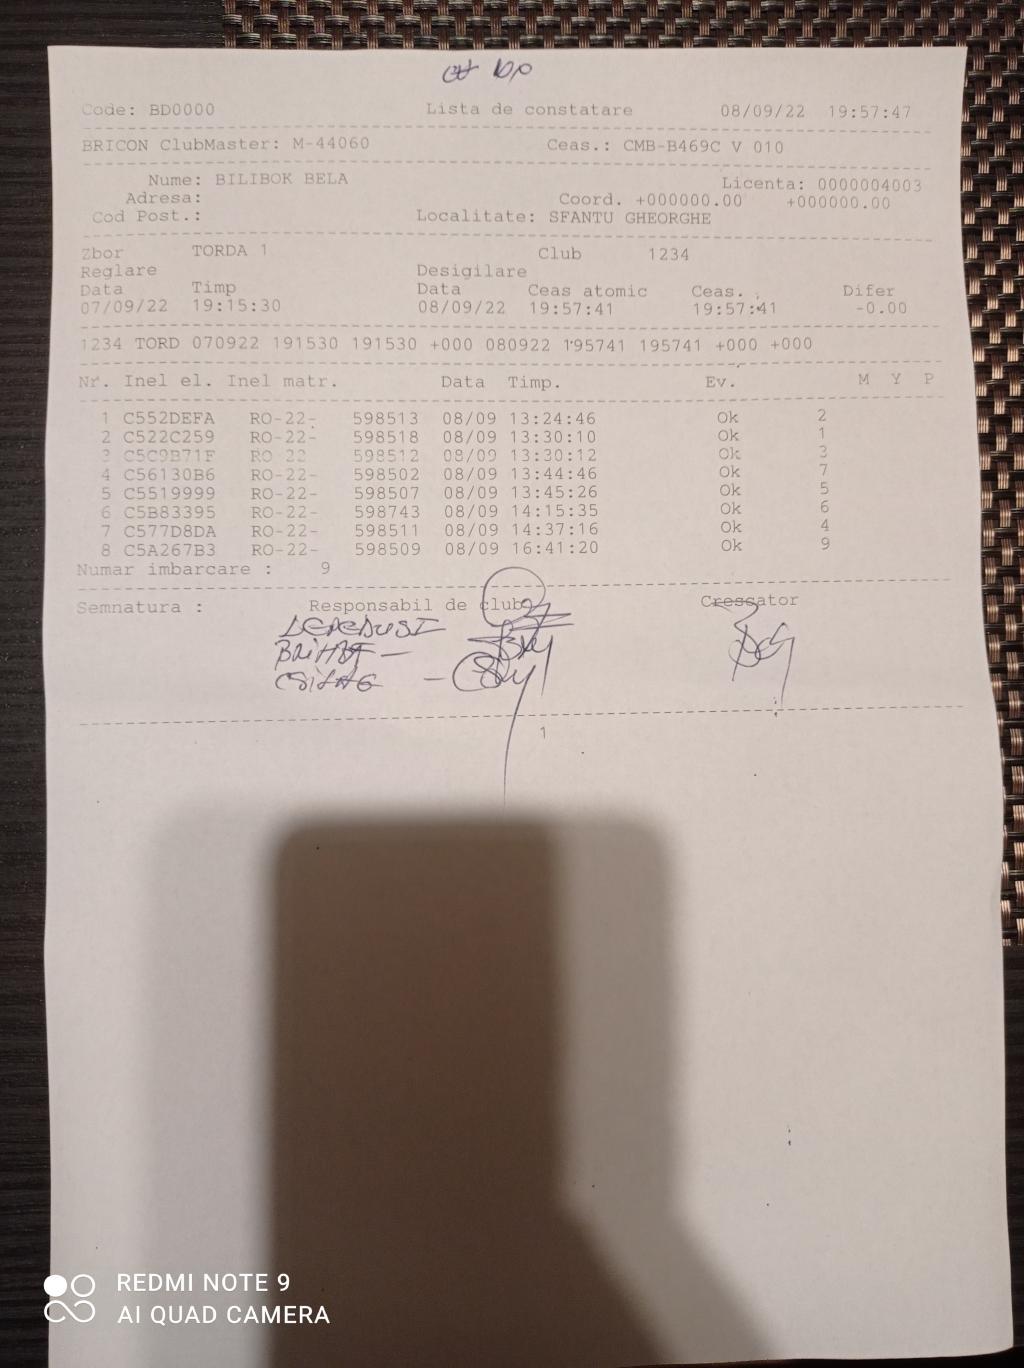 Code: BD0000 Lista de constatare 08/09/22 19:57:47
BRICON ClubMaster: M-44060 Ceas.: CMB-B469C V 010
Nume: BILIBOK BELA Licenta: 0000004003
Adresa: Coord. +000000.00 +000000.00
Cod Post.: Localitate: SFANTU GHEORGHE
Zbor TORDA 1 Club 1234
Reglare Desigilare
Data Timp Data Ceas atomic Ceas. Difer
07/09/22 19:15:30 08/09/22 19:57:41 19:57:41 -0.00
1234 TORD 070922 191530 191530 +000 080922 195741 195741 +000 +000
Nr. Inel el. Inel matr. Data Timp. Ev. M Y P
1 C552DEFA RO-22- 598513 08/09 13:24:46 Ok 2
2 C522C259 RO-22- 598518 08/09 13:30:10 Ok 1
3 C5C9B71F RO-22 598512 08/09 13:30:12 Ok 3
4 C56130B6 RO-22- 598502 08/09 13:44:46 Ok 7
5 C5519999 RO-22- 598507 08/09 13:45:26 Ok 5
6 C5B83395 RO-22- 598743 08/09 14:15:35 Ok 6
7 C577D8DA RO-22- 598511 08/09 14:37:16 Ok 4
8 C5A267B3 RO-22- 598509 08/09 16:41:20 Ok 9
Numar imbarcare : 9
Semnatura : Responsabil de club Crescator
1
REDMI NOTE 9
AI QUAD CAMERA